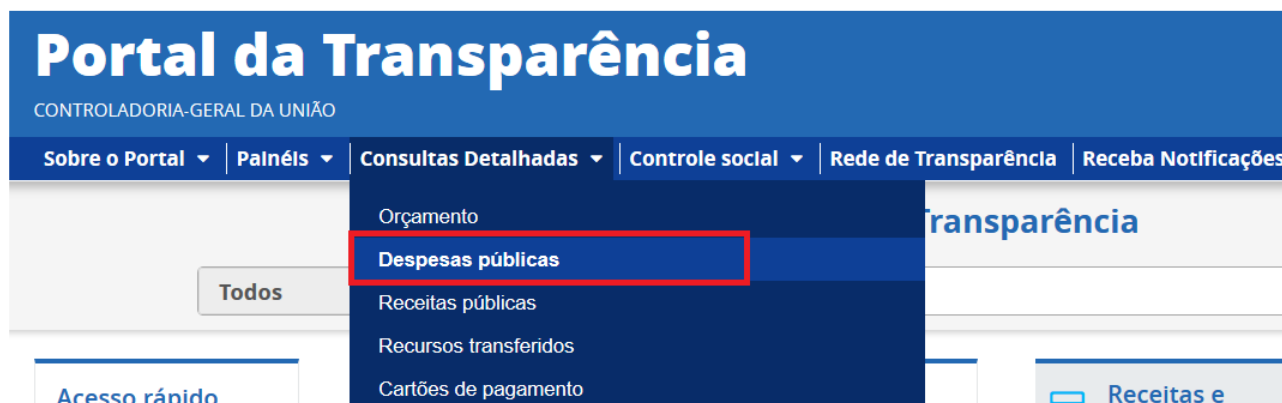 Portal da Transparência
CONTROLADORIA-GERAL DA UNIÃO
Sobre o Portal Painéis Consultas Detalhadas Controle social Rede de Transparência Receba Notificações
Orçamento
Transparência
Despesas públicas
Todos
Receitas públicas
Recursos transferidos
Cartões de pagamento
Acesso rápido
Receitas e